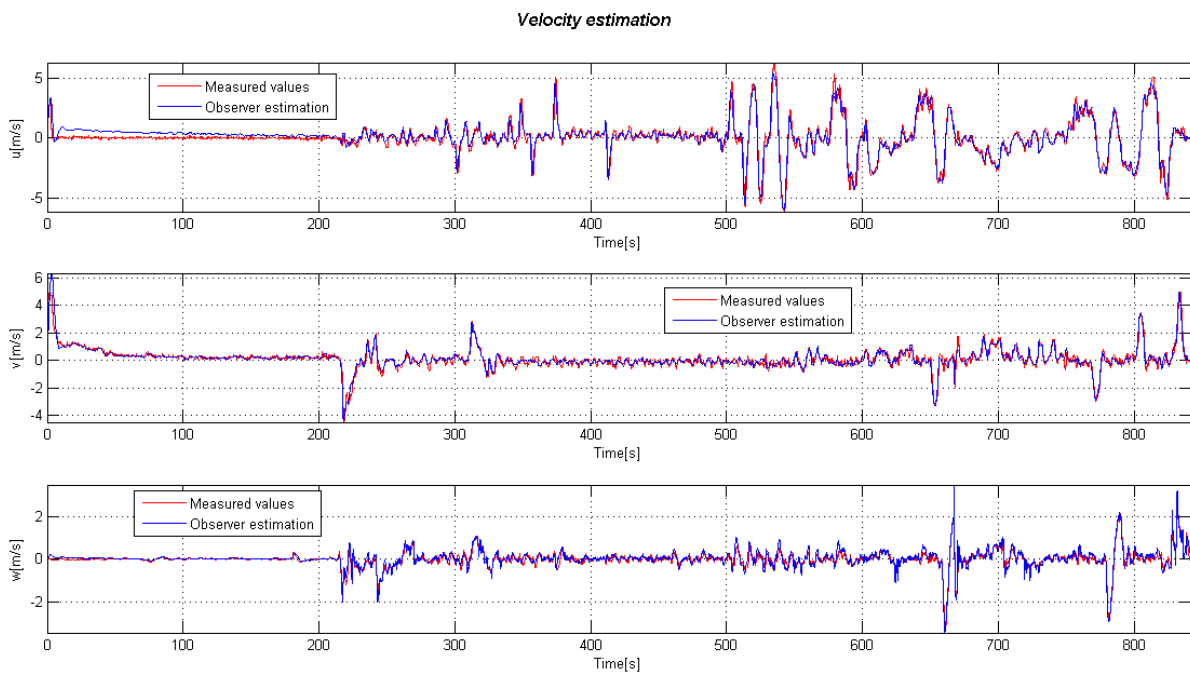 Velocity estimation
5
0
-5
u[m/s]
Measured values
Observer estimation
0 100 200 300 400 500 600 700 800
Time[s]
6
4
2
0
-2
-4
v[m/s]
Measured values
Observer estimation
0 100 200 300 400 500 600 700 800
Time[s]
2
0
-2
w[m/s]
Measured values
Observer estimation
0 100 200 300 400 500 600 700 800
Time[s]